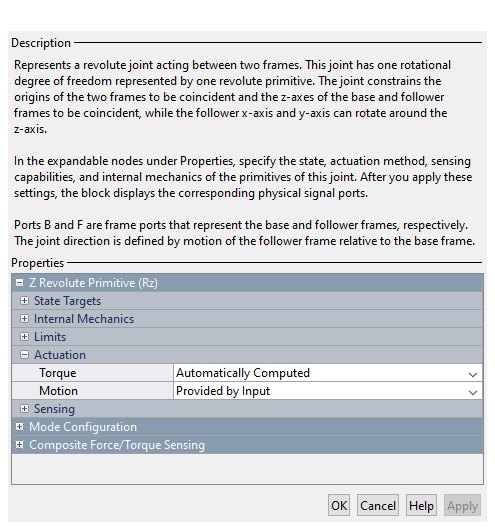 Description
Represents a revolute joint acting between two frames. This joint has one rotational
degree of freedom represented by one revolute primitive. The joint constrains the
origins of the two frames to be coincident and the z-axes of the base and follower
frames to be coincident, while the follower x-axis and y-axis can rotate around the
z-axis.
In the expandable nodes under Properties, specify the state, actuation method, sensing
capabilities, and internal mechanics of the primitives of this joint. After you apply these
settings, the block displays the corresponding physical signal ports.
Ports B and F are frame ports that represent the base and follower frames, respectively.
The joint direction is defined by motion of the follower frame relative to the base frame.
Properties
Z Revolute Primitive (Rz)
State Targets
Internal Mechanics
Limits
Actuation
Torque Automatically Computed
Motion Provided by Input
Sensing
Mode Configuration
Composite Force/Torque Sensing
OK Cancel Help Apply